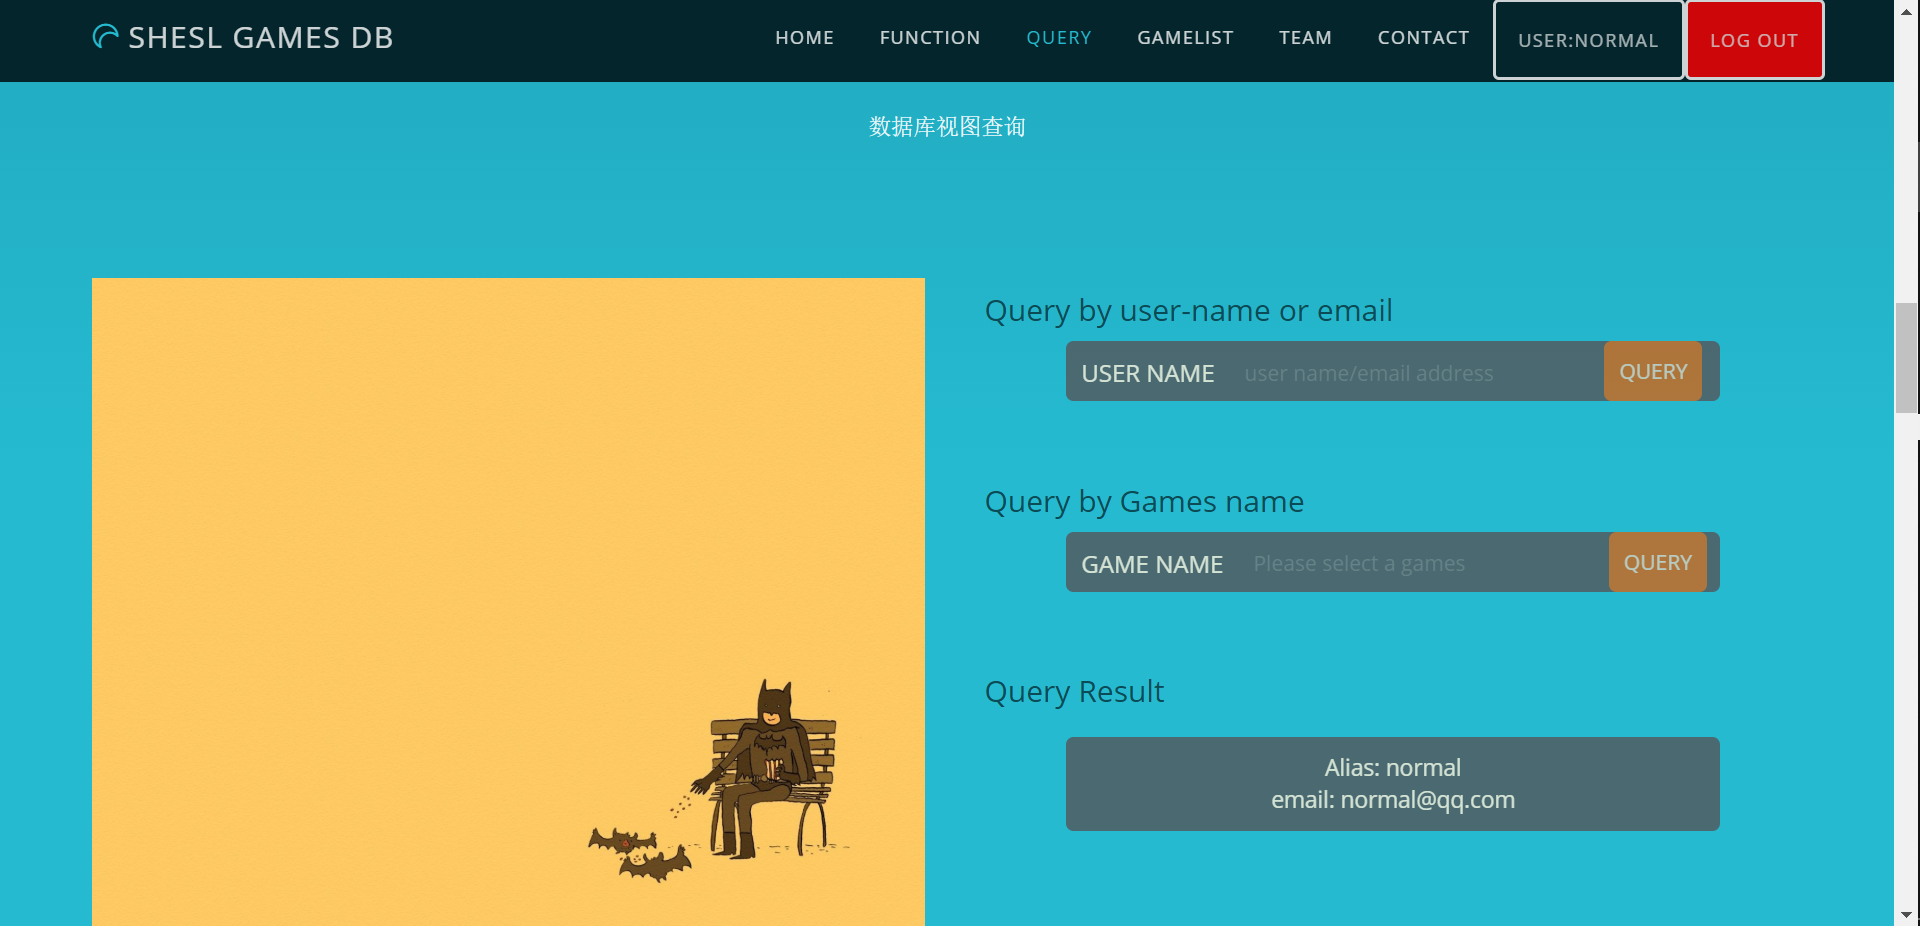 SHESL GAMES DB
HOME FUNCTION QUERY GAMELIST TEAM CONTACT USER:NORMAL LOG OUT
数据库视图查询
Query by user-name or email
USER NAME user name/email address QUERY
Query by Games name
GAME NAME Please select a games QUERY
Query Result
Alias: normal
email: normal@qq.com